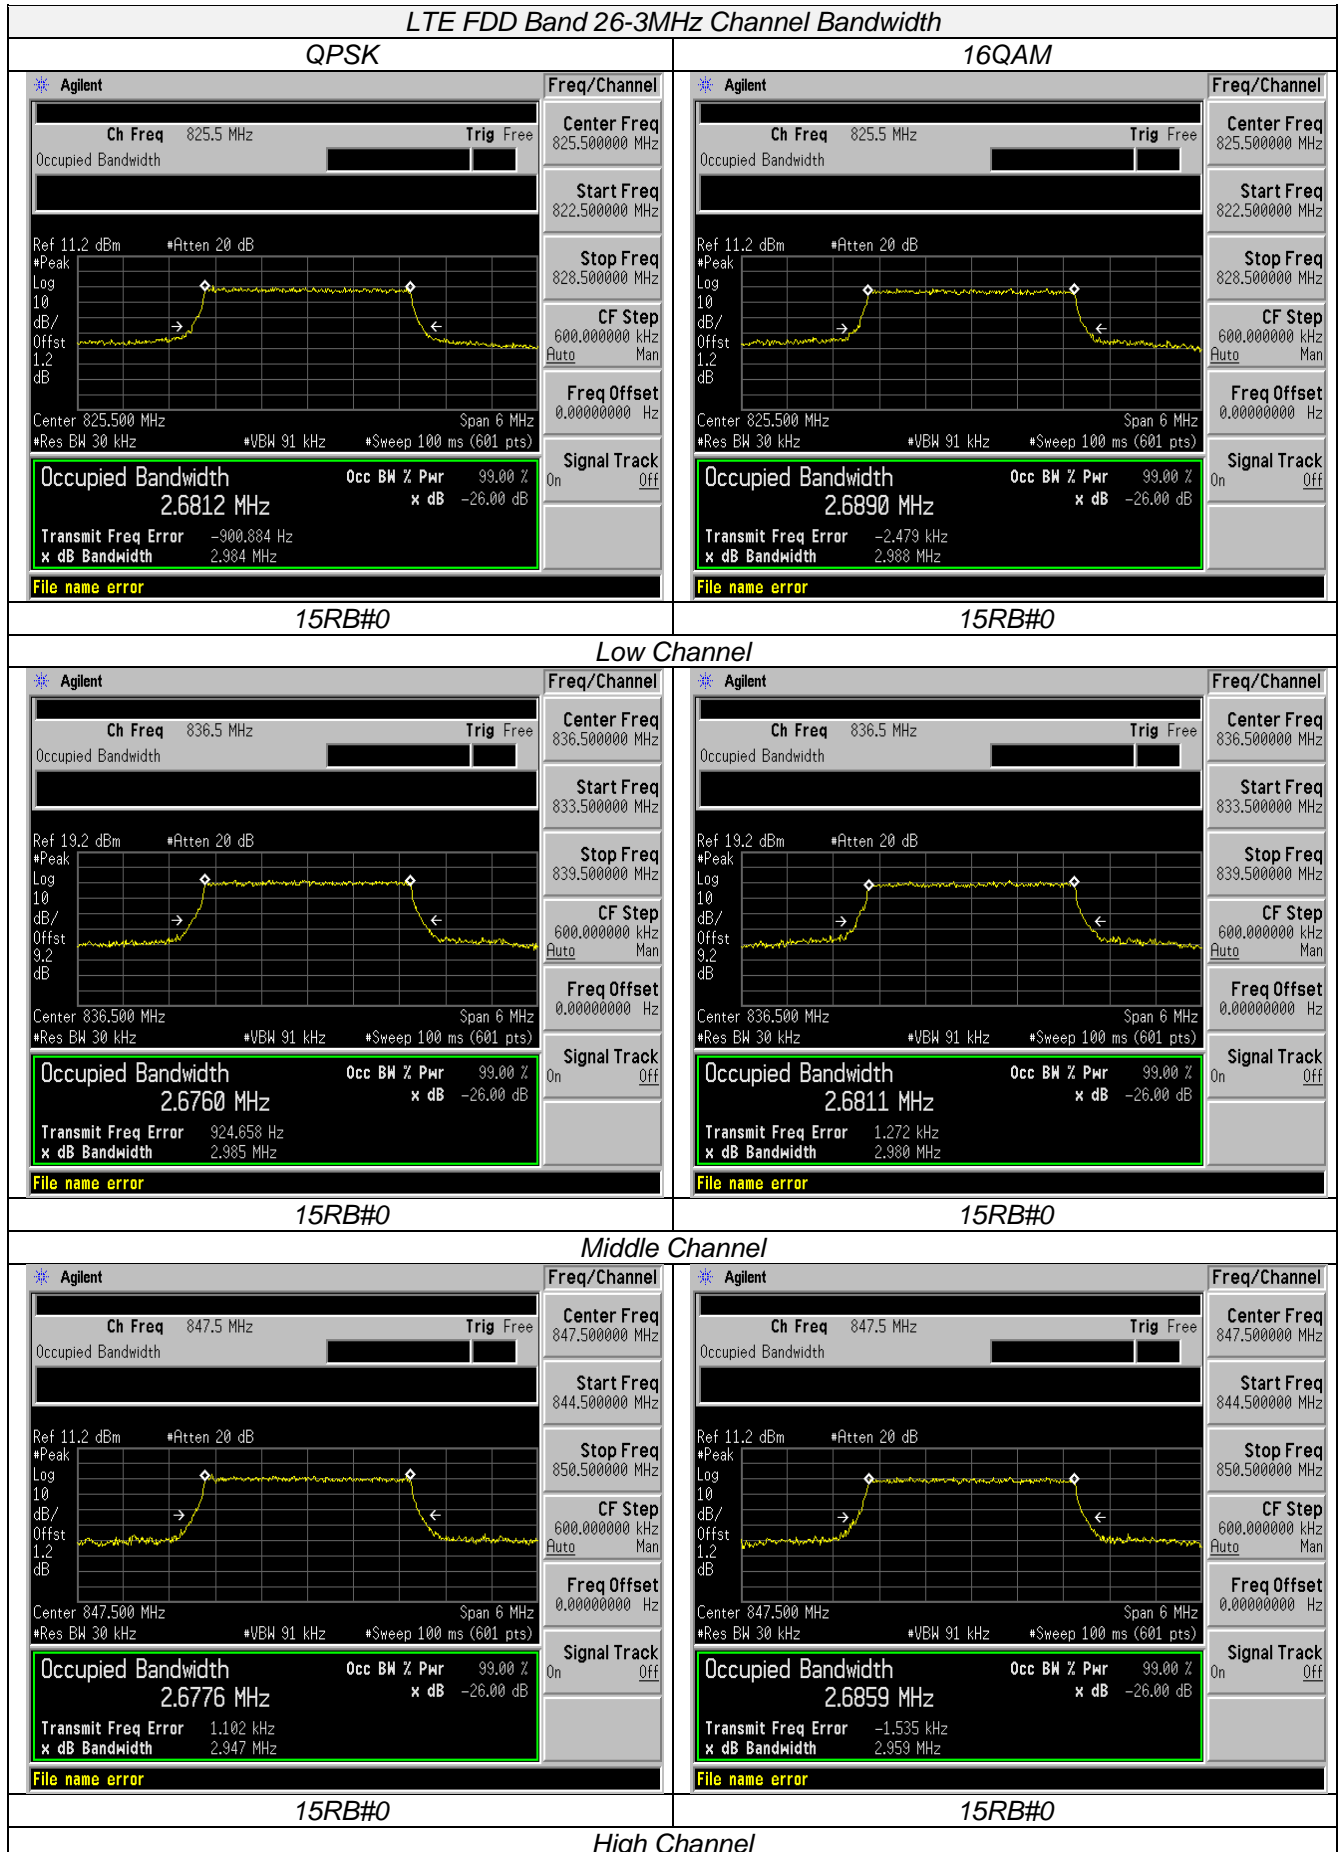 LTE FDD Band 26-3MHz Channel Bandwidth
QPSK 16QAM
Agilent Freq/Channel
Ch Freq 825.5 MHz Trig Free
Occupied Bandwidth
Center Freq
825.500000 MHz
Start Freq
822.500000 MHz
Stop Freq
828.500000 MHz
CF Step
600.000000 kHz
Auto Man
Freq Offset
0.00000000 Hz
Signal Track
On Off
Ref 11.2 dBm #Atten 20 dB
#Peak
Log
10
dB/
Offst
1.2
dB
Center 825.500 MHz Span 6 MHz
#Res BW 30 kHz #VBW 91 kHz #Sweep 100 ms (601 pts)
Occupied Bandwidth Occ BW % Pwr 99.00 %
2.6812 MHz x dB -26.00 dB
Transmit Freq Error -900.884 Hz
x dB Bandwidth 2.984 MHz
File name error
Agilent Freq/Channel
Ch Freq 825.5 MHz Trig Free
Occupied Bandwidth
Center Freq
825.500000 MHz
Start Freq
822.500000 MHz
Stop Freq
828.500000 MHz
CF Step
600.000000 kHz
Auto Man
Freq Offset
0.00000000 Hz
Signal Track
On Off
Ref 11.2 dBm #Atten 20 dB
#Peak
Log
10
dB/
Offst
1.2
dB
Center 825.500 MHz Span 6 MHz
#Res BW 30 kHz #VBW 91 kHz #Sweep 100 ms (601 pts)
Occupied Bandwidth Occ BW % Pwr 99.00 %
2.6890 MHz x dB -26.00 dB
Transmit Freq Error -2.479 kHz
x dB Bandwidth 2.988 MHz
File name error
15RB#0 15RB#0
Low Channel
Agilent Freq/Channel
Ch Freq 836.5 MHz Trig Free
Occupied Bandwidth
Center Freq
836.500000 MHz
Start Freq
833.500000 MHz
Stop Freq
839.500000 MHz
CF Step
600.000000 kHz
Auto Man
Freq Offset
0.00000000 Hz
Signal Track
On Off
Ref 19.2 dBm #Atten 20 dB
#Peak
Log
10
dB/
Offst
9.2
dB
Center 836.500 MHz Span 6 MHz
#Res BW 30 kHz #VBW 91 kHz #Sweep 100 ms (601 pts)
Occupied Bandwidth Occ BW % Pwr 99.00 %
2.6760 MHz x dB -26.00 dB
Transmit Freq Error 924.658 Hz
x dB Bandwidth 2.985 MHz
File name error
Agilent Freq/Channel
Ch Freq 836.5 MHz Trig Free
Occupied Bandwidth
Center Freq
836.500000 MHz
Start Freq
833.500000 MHz
Stop Freq
839.500000 MHz
CF Step
600.000000 kHz
Auto Man
Freq Offset
0.00000000 Hz
Signal Track
On Off
Ref 19.2 dBm #Atten 20 dB
#Peak
Log
10
dB/
Offst
9.2
dB
Center 836.500 MHz Span 6 MHz
#Res BW 30 kHz #VBW 91 kHz #Sweep 100 ms (601 pts)
Occupied Bandwidth Occ BW % Pwr 99.00 %
2.6811 MHz x dB -26.00 dB
Transmit Freq Error 1.272 kHz
x dB Bandwidth 2.980 MHz
File name error
15RB#0 15RB#0
Middle Channel
Agilent Freq/Channel
Ch Freq 847.5 MHz Trig Free
Occupied Bandwidth
Center Freq
847.500000 MHz
Start Freq
844.500000 MHz
Stop Freq
850.500000 MHz
CF Step
600.000000 kHz
Auto Man
Freq Offset
0.00000000 Hz
Signal Track
On Off
Ref 11.2 dBm #Atten 20 dB
#Peak
Log
10
dB/
Offst
1.2
dB
Center 847.500 MHz Span 6 MHz
#Res BW 30 kHz #VBW 91 kHz #Sweep 100 ms (601 pts)
Occupied Bandwidth Occ BW % Pwr 99.00 %
2.6776 MHz x dB -26.00 dB
Transmit Freq Error 1.102 kHz
x dB Bandwidth 2.947 MHz
File name error
Agilent Freq/Channel
Ch Freq 847.5 MHz Trig Free
Occupied Bandwidth
Center Freq
847.500000 MHz
Start Freq
844.500000 MHz
Stop Freq
850.500000 MHz
CF Step
600.000000 kHz
Auto Man
Freq Offset
0.00000000 Hz
Signal Track
On Off
Ref 11.2 dBm #Atten 20 dB
#Peak
Log
10
dB/
Offst
1.2
dB
Center 847.500 MHz Span 6 MHz
#Res BW 30 kHz #VBW 91 kHz #Sweep 100 ms (601 pts)
Occupied Bandwidth Occ BW % Pwr 99.00 %
2.6859 MHz x dB -26.00 dB
Transmit Freq Error -1.535 kHz
x dB Bandwidth 2.959 MHz
File name error
15RB#0 15RB#0
High Channel